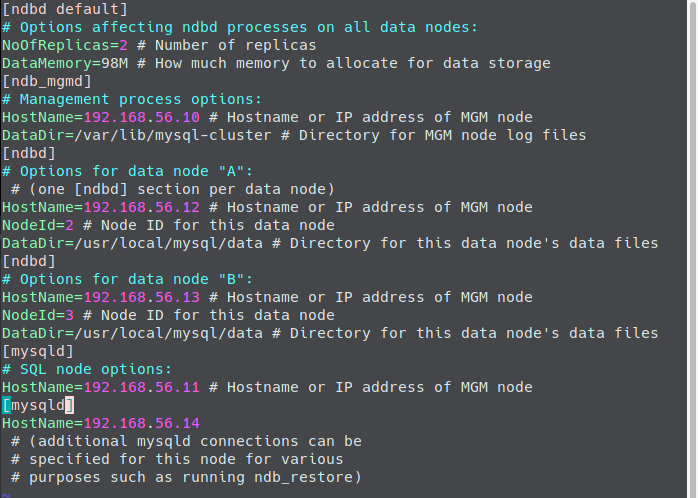 [ndbd default]
# Options affecting ndbd processes on all data nodes:
NoOfReplicas=2 # Number of replicas
DataMemory=98M # How much memory to allocate for data storage
[ndb_mgmd]
# Management process options:
HostName=192.168.56.10 # Hostname or IP address of MGM node
DataDir=/var/lib/mysql-cluster # Directory for MGM node log files
[ndbd]
# Options for data node "A":
 # (one [ndbd] section per data node)
HostName=192.168.56.12 # Hostname or IP address of MGM node
NodeId=2 # Node ID for this data node
DataDir=/usr/local/mysql/data # Directory for this data node's data files
[ndbd]
# Options for data node "B":
HostName=192.168.56.13 # Hostname or IP address of MGM node
NodeId=3 # Node ID for this data node
DataDir=/usr/local/mysql/data # Directory for this data node's data files
[mysqld]
# SQL node options:
HostName=192.168.56.11 # Hostname or IP address of MGM node
[mysqld]
HostName=192.168.56.14
 # (additional mysqld connections can be
 # specified for this node for various
 # purposes such as running ndb_restore)
~